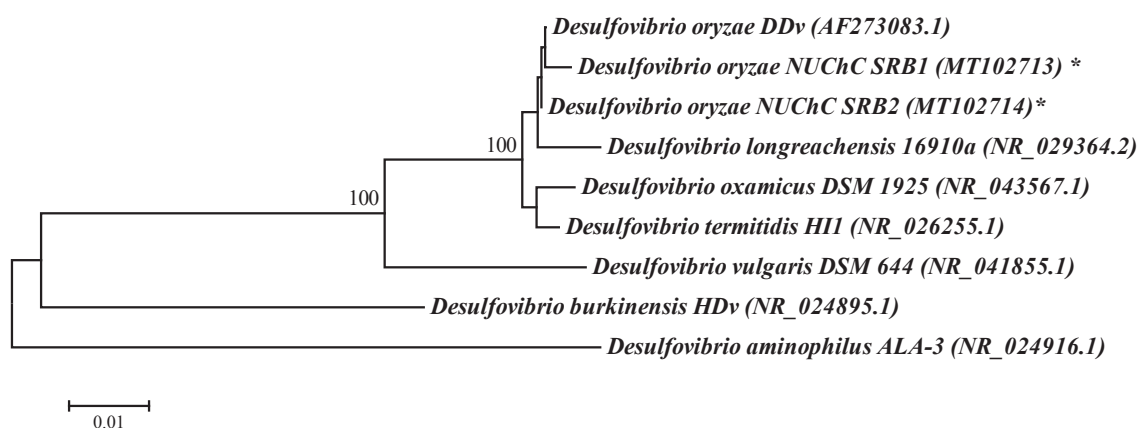 Desulfovibrio oryzae DDv (AF273083.1)
Desulfovibrio oryzae NUChC SRB1 (MT102713) *
Desulfovibrio oryzae NUChC SRB2 (MT102714)*
100
Desulfovibrio longreachensis 16910a (NR_029364.2)
Desulfovibrio oxamicus DSM 1925 (NR_043567.1)
100
Desulfovibrio termitidis HI1 (NR_026255.1)
Desulfovibrio vulgaris DSM 644 (NR_041855.1)
Desulfovibrio burkinensis HDv (NR_024895.1)
Desulfovibrio aminophilus ALA-3 (NR_024916.1)
0.01